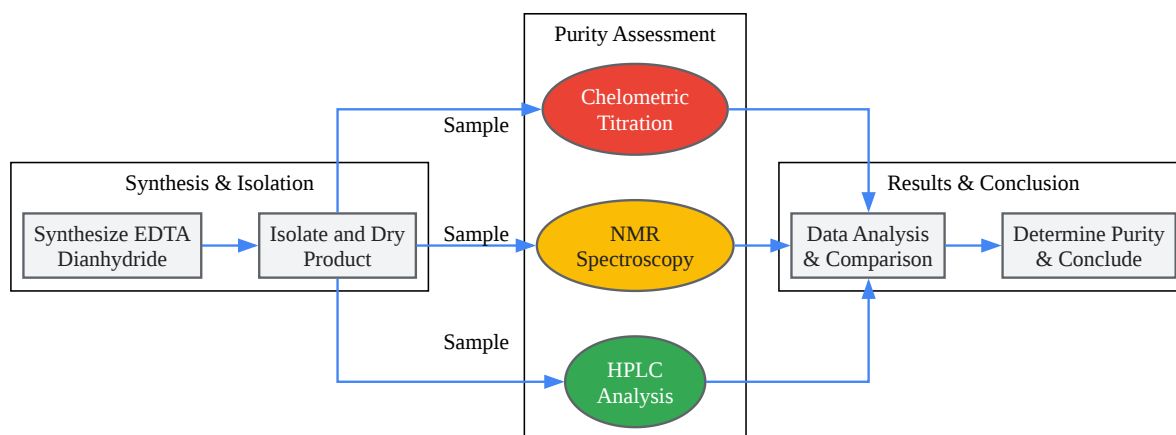 Purity Assessment
Chelometric
Titration
Sample
Synthesis & Isolation
Results & Conclusion
Synthesize EDTA
Dianhydride
Isolate and Dry
Product
Sample
NMR
Spectroscopy
Data Analysis
& Comparison
Determine Purity
& Conclude
Sample
HPLC
Analysis